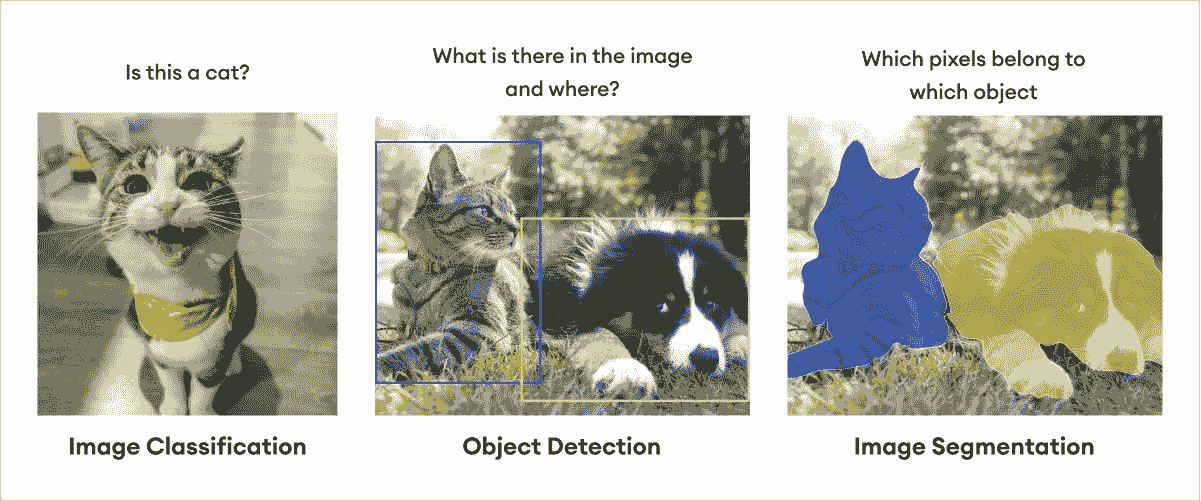 Is this a cat?
What is there in the image
and where?
Which pixels belong to
which object
Image Classification
Object Detection
Image Segmentation